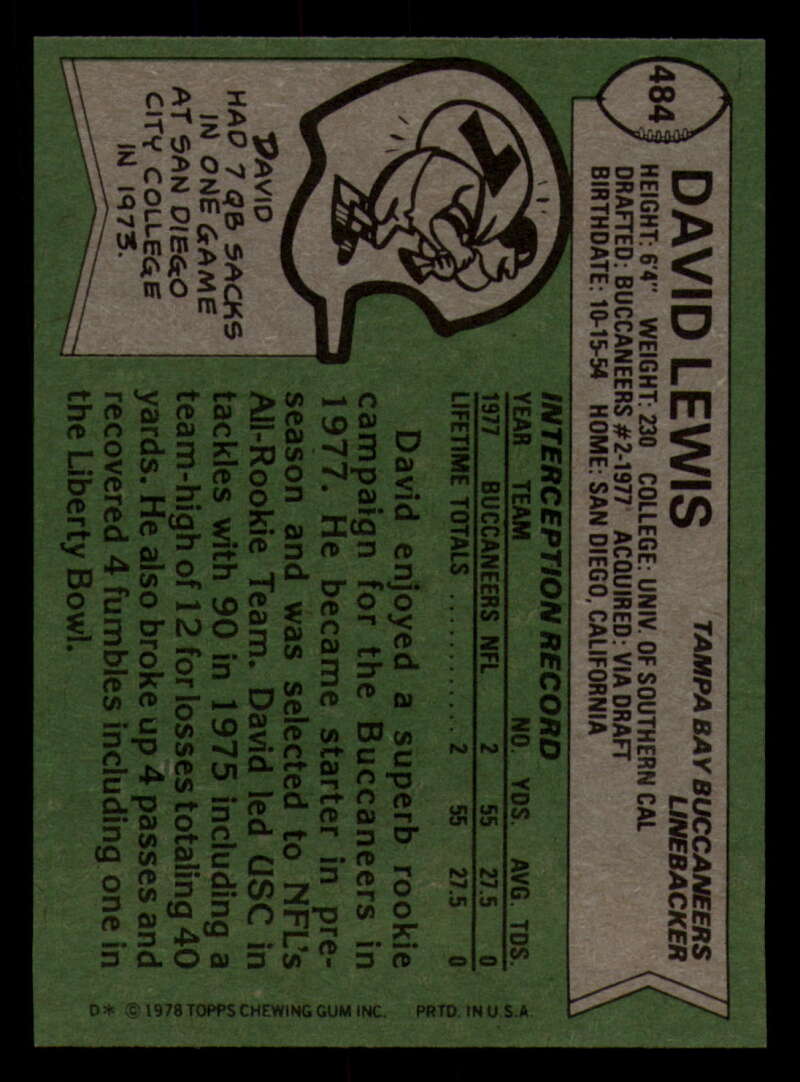 484
DAVID LEWIS
TAMPA BAY BUCCANEERS
LINEBACKER
HEIGHT: 6'4" WEIGHT: 230 COLLEGE: UNIV. OF SOUTHERN CAL
DRAFTED: BUCCANEERS #2-1977 ACQUIRED: VIA DRAFT
BIRTHDATE: 10-15-54 HOME: SAN DIEGO, CALIFORNIA
DAVID
HAD 7 QB SACKS
IN ONE GAME
AT SAN DIEGO
CITY COLLEGE
IN 1973.
INTERCEPTION RECORD
YEAR TEAM NO. YDS. AVG. TDS.
1977 BUCCANEERS NFL 2 55 27.5 0
LIFETIME TOTALS .......... 2 55 27.5 0
David enjoyed a superb rookie
campaign for the Buccaneers in
1977. He became starter in pre-
season and was selected to NFL's
All-Rookie Team. David led USC in
tackles with 90 in 1975 including a
team-high of 12 for losses totaling 40
yards. He also broke up 4 passes and
recovered 4 fumbles including one in
the Liberty Bowl.
D* © 1978 TOPPS CHEWING GUM INC. PRTD. IN U.S.A.